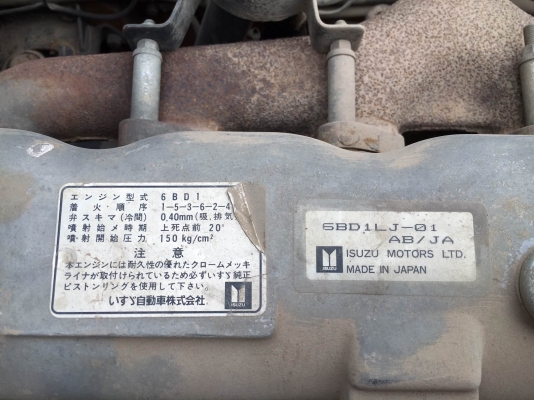 エンジン型式 6BD1
着火・順序 1-5-3-6-2-4
弁スキマ(冷間) 0.40mm(吸,排気
噴射始メ時期 上死点前 20°
噴・射開始圧力 150kg/cm²
注意
本エンジンには耐久性の優れたクロームメッキ
ライナが取付けられているため必ずいすゞ純正
ピストンリングを使用して下さい。
いすゞ自動車株式会社
ISUZU
6BD1LJ-01
AB/JA
ISUZU MOTORS LTD.
MADE IN JAPAN
ISUZU